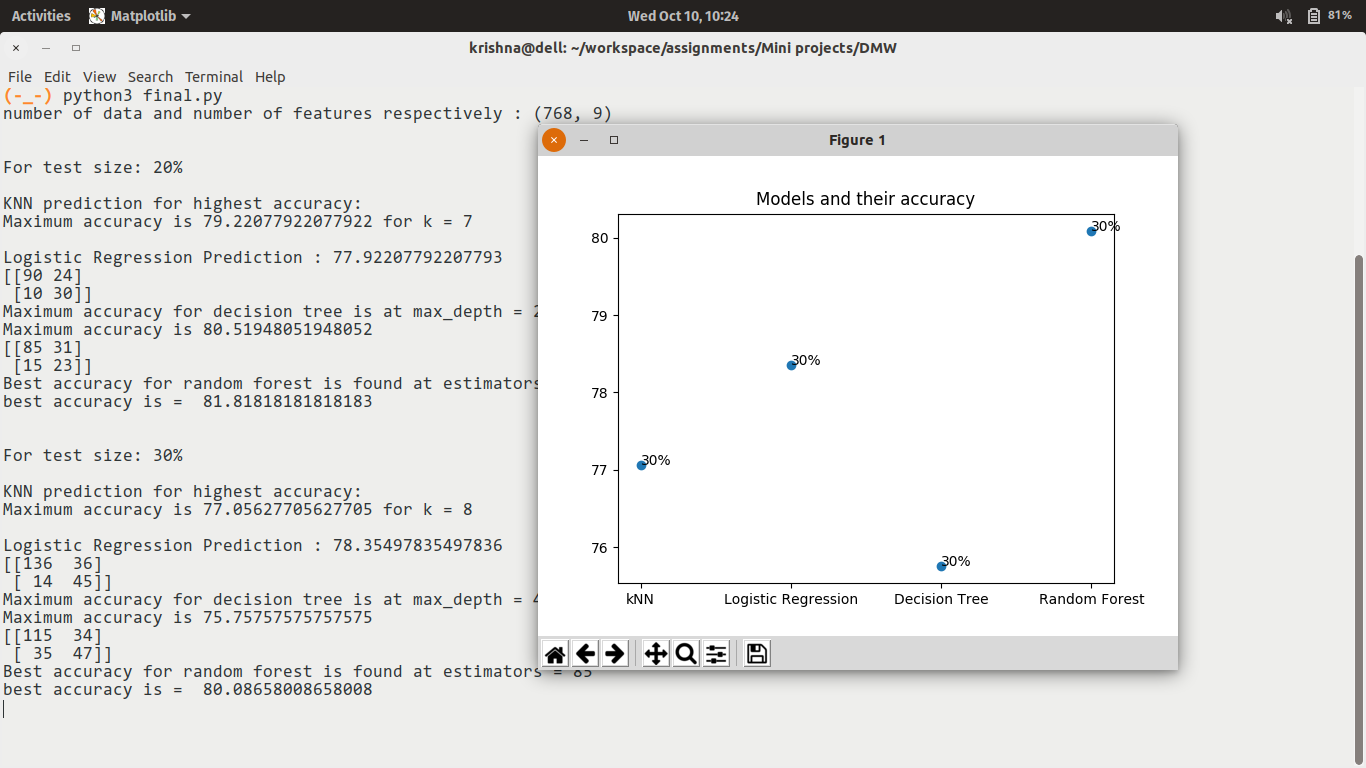 Activities Matplotlib Wed Oct 10, 10:24 81%
krishna@dell: ~/workspace/assignments/Mini projects/DMW
File Edit View Search Terminal Help
(-_-) python3 final.py
number of data and number of features respectively : (768, 9)
For test size: 20%
KNN prediction for highest accuracy:
Maximum accuracy is 79.22077922077922 for k = 7
Logistic Regression Prediction : 77.92207792207793
[[90 24]
[10 30]]
Maximum accuracy for decision tree is at max_depth =
Maximum accuracy is 80.51948051948052
[[85 31]
[15 23]]
Best accuracy for random forest is found at estimators
best accuracy is =  81.81818181818183
For test size: 30%
KNN prediction for highest accuracy:
Maximum accuracy is 77.05627705627705 for k = 8
Logistic Regression Prediction : 78.35497835497836
[[136  36]
[ 14  45]]
Maximum accuracy for decision tree is at max_depth =
Maximum accuracy is 75.75757575757575
[[115  34]
[ 35  47]]
Best accuracy for random forest is found at estimators = 85
best accuracy is =  80.08658008658008
Figure 1
Models and their accuracy
80
79
78
77
76
30%
30%
30%
30%
kNN Logistic Regression Decision Tree Random Forest